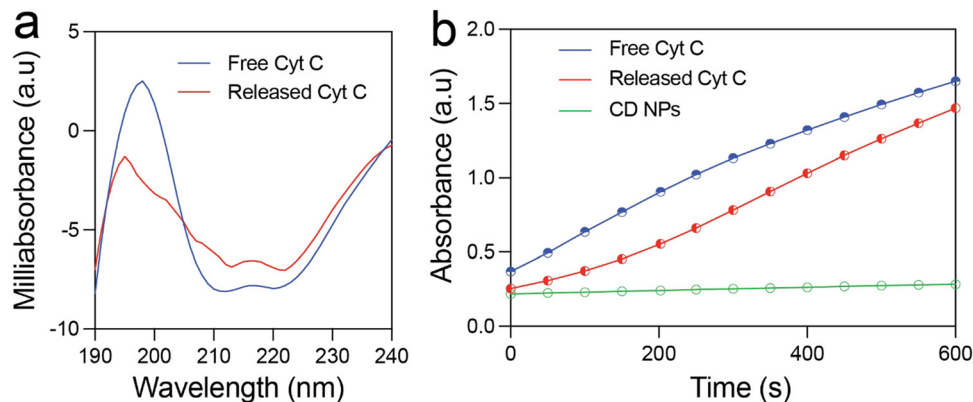 a
5
0
-5
-10
Milliabsorbance (a.u)
Free Cyt C
Released Cyt C
190 200 210 220 230 240
Wavelength (nm)
b
2.0
1.5
1.0
0.5
0.0
Absorbance (a.u)
Free Cyt C
Released Cyt C
CD NPs
0 200 400 600
Time (s)